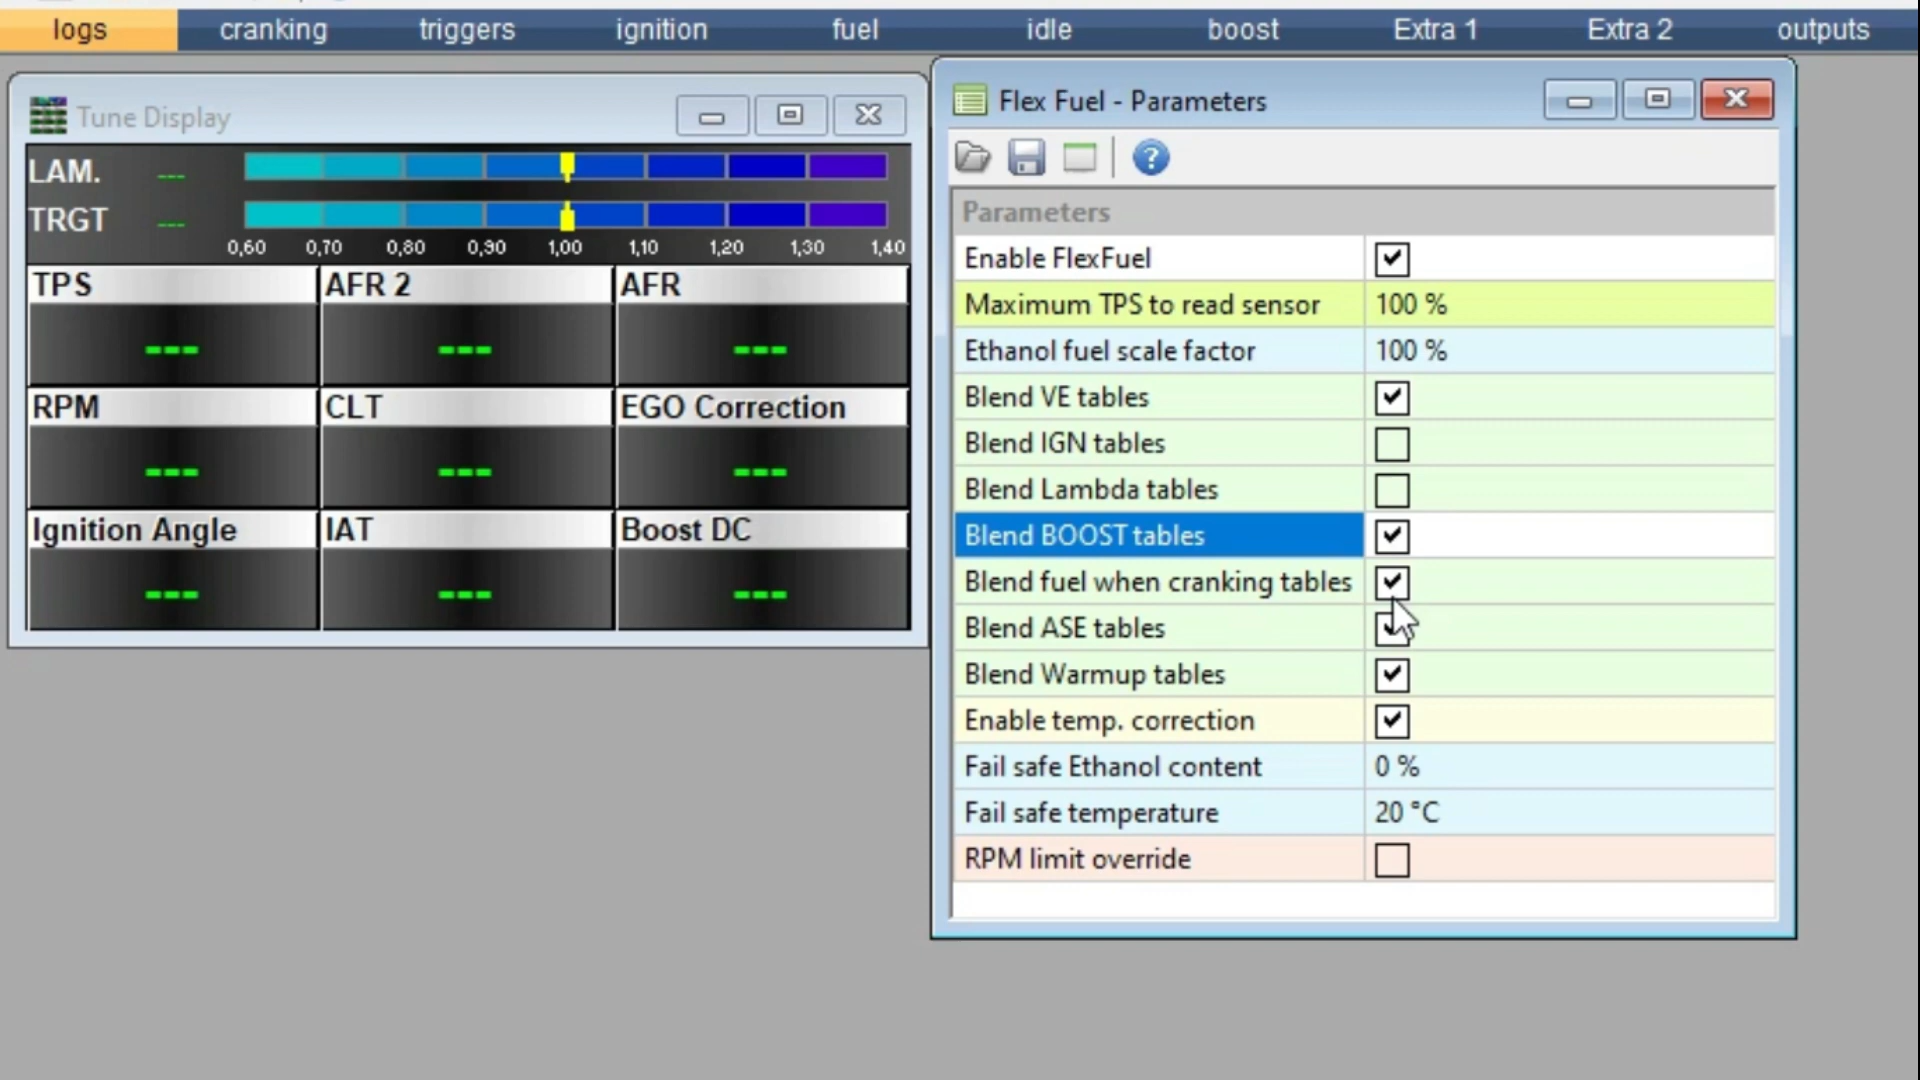 logs cranking triggers ignition fuel idle boost Extra 1 Extra 2 outputs
Tune Display
LAM. ---
TRGT ---
0,60 0,70 0,80 0,90 1,00 1,10 1,20 1,30 1,40
TPS AFR 2 AFR
--- --- ---
RPM CLT EGO Correction
--- --- ---
Ignition Angle IAT Boost DC
--- --- ---
Flex Fuel - Parameters
?
Parameters
Enable FlexFuel
Maximum TPS to read sensor 100 %
Ethanol fuel scale factor 100 %
Blend VE tables
Blend IGN tables
Blend Lambda tables
Blend BOOST tables
Blend fuel when cranking tables
Blend ASE tables
Blend Warmup tables
Enable temp. correction
Fail safe Ethanol content 0 %
Fail safe temperature 20 °C
RPM limit override